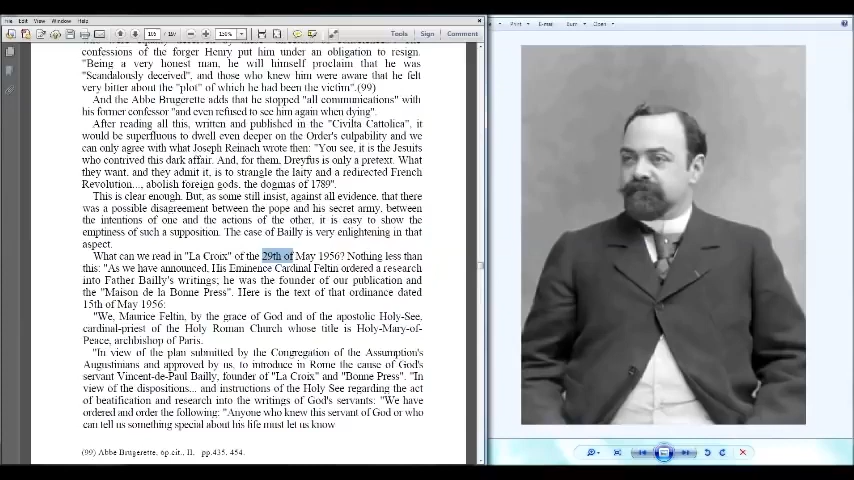 File Edit View Window Help
105 / 197 130% Tools Sign Comment
Print E-mail Burn Open
confessions of the forger Henry put him under an obligation to resign.
"Being a very honest man, he will himself proclaim that he was
"Scandalously deceived", and those who knew him were aware that he felt
very bitter about the "plot" of which he had been the victim".(99)
And the Abbe Brugerette adds that he stopped "all communications" with
his former confessor "and even refused to see him again when dying".
After reading all this, written and published in the "Civilta Cattolica", it
would be superfluous to dwell even deeper on the Order's culpability and we
can only agree with what Joseph Reinach wrote then: "You see, it is the Jesuits
who contrived this dark affair. And, for them, Dreyfus is only a pretext. What
they want, and they admit it, is to strangle the laity and a redirected French
Revolution..., abolish foreign gods, the dogmas of 1789".
This is clear enough. But, as some still insist, against all evidence, that there
was a possible disagreement between the pope and his secret army, between
the intentions of one and the actions of the other, it is easy to show the
emptiness of such a supposition. The case of Bailly is very enlightening in that
aspect.
What can we read in "La Croix" of the 29th of May 1956? Nothing less than
this: "As we have announced, His Eminence Cardinal Feltin ordered a research
into Father Bailly's writings; he was the founder of our publication and
the "Maison de la Bonne Press". Here is the text of that ordinance dated
15th of May 1956:
"We, Maurice Feltin, by the grace of God and of the apostolic Holy-See,
cardinal-priest of the Holy Roman Church whose title is Holy-Mary-of-
Peace, archbishop of Paris.
"In view of the plan submitted by the Congregation of the Assumption's
Augustinians and approved by us, to introduce in Rome the cause of God's
servant Vincent-de-Paul Bailly, founder of "La Croix" and "Bonne Press". "In
view of the dispositions... and instructions of the Holy See regarding the act
of beatification and research into the writings of God's servants: "We have
ordered and order the following: "Anyone who knew this servant of God or who
can tell us something special about his life must let us know
(99) Abbe Brugerette, op.cit., II, pp.435, 454.